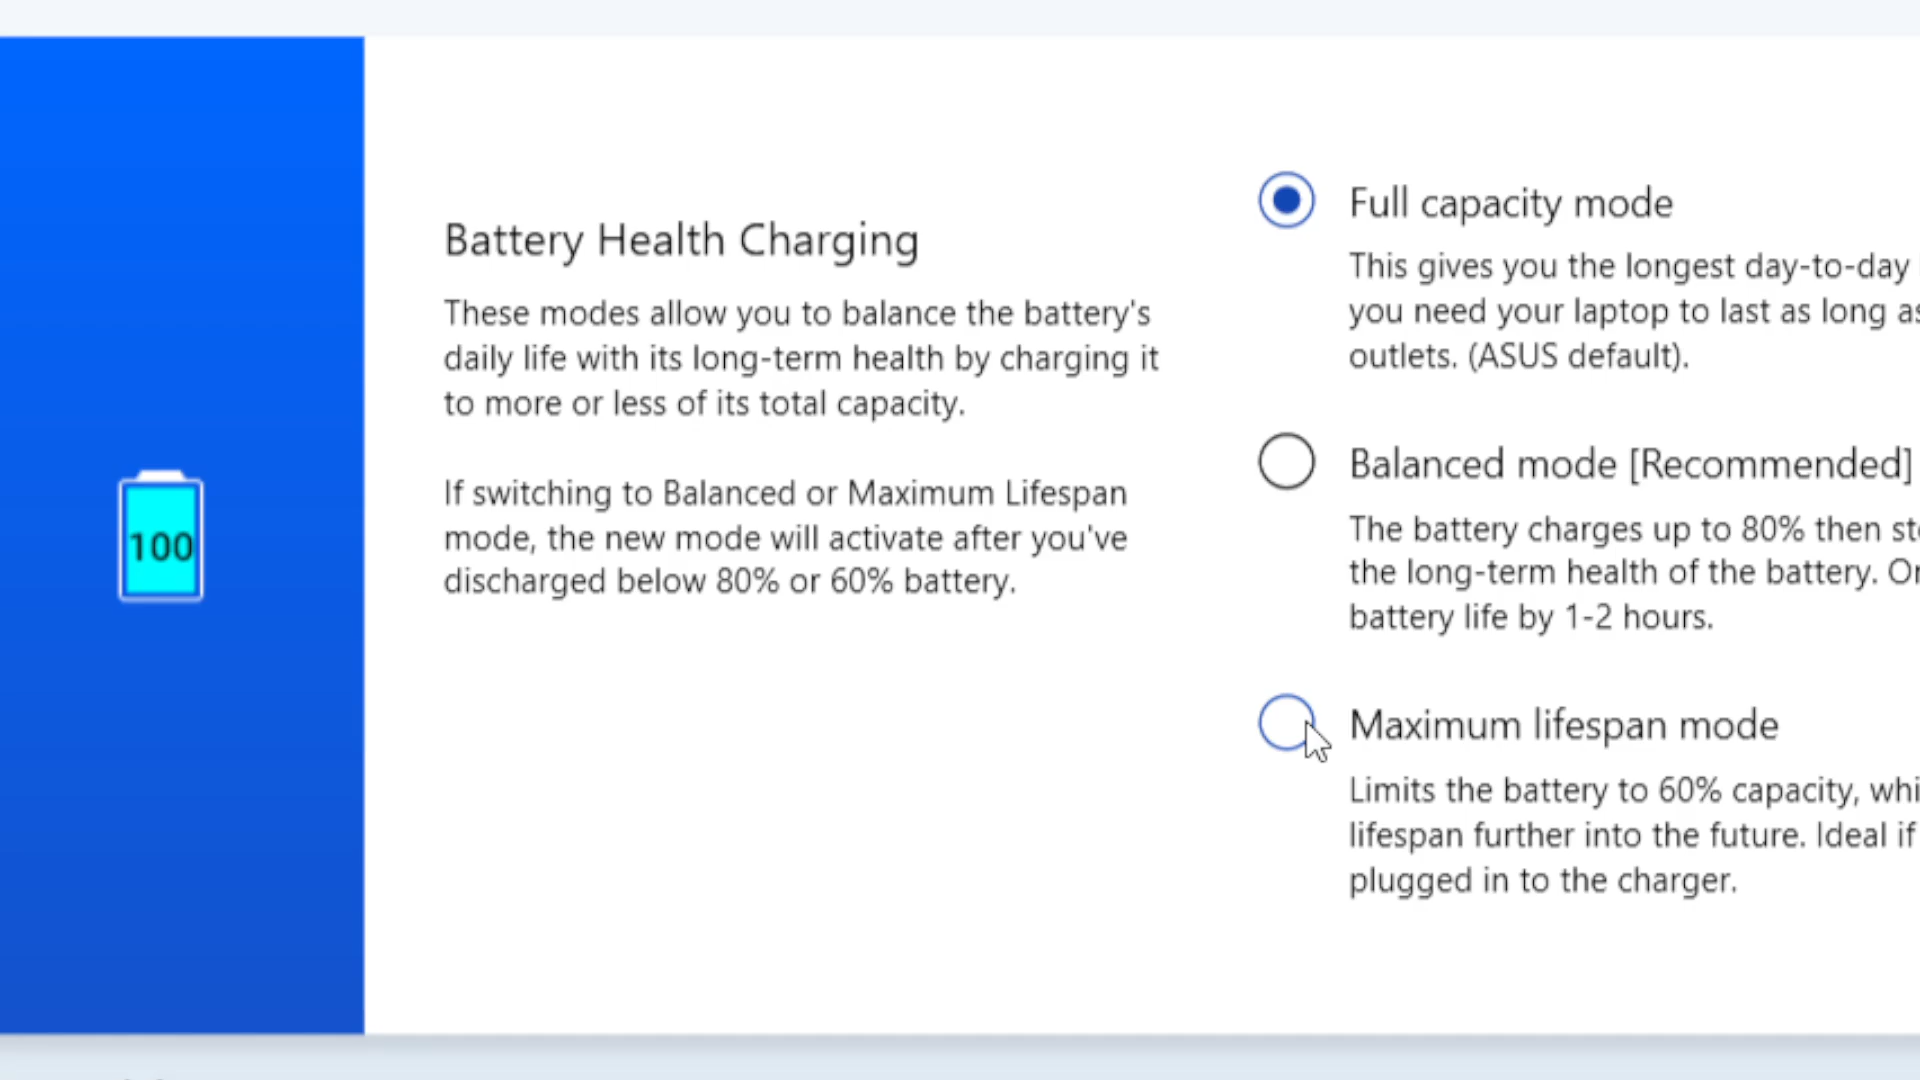 100
Battery Health Charging
These modes allow you to balance the battery's
daily life with its long-term health by charging it
to more or less of its total capacity.
If switching to Balanced or Maximum Lifespan
mode, the new mode will activate after you've
discharged below 80% or 60% battery.
Full capacity mode
This gives you the longest day-to-day
you need your laptop to last as long as
outlets. (ASUS default).
Balanced mode [Recommended]
The battery charges up to 80% then
the long-term health of the battery.
battery life by 1-2 hours.
Maximum lifespan mode
Limits the battery to 60% capacity,
lifespan further into the future. Ideal if
plugged in to the charger.